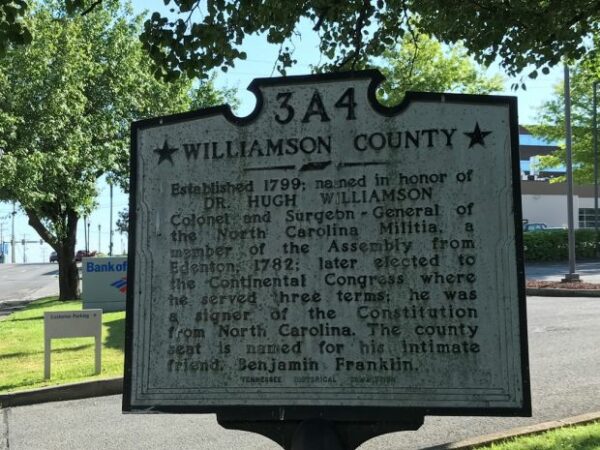 3A4
★ WILLIAMSON COUNTY ★
Established 1799; named in honor of
DR. HUGH WILLIAMSON
Colonel and Surgeon-General of
the North Carolina Militia, a
member of the Assembly from
Edenton, 1782; later elected to
the Continental Congress where
he served three terms; he was
a signer of the Constitution
from North Carolina. The county
seat is named for his intimate
friend, Benjamin Franklin.
TENNESSEE HISTORICAL COMMISSION
Bank of
Customer Parking